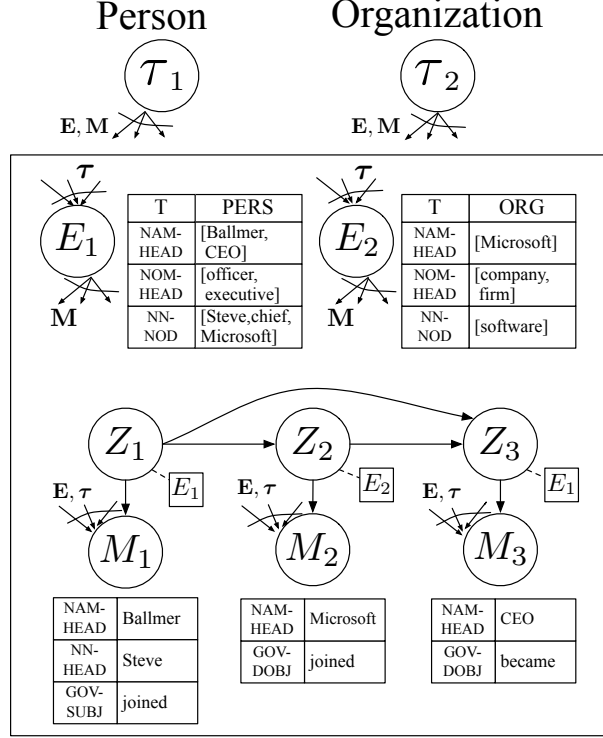 Person Organization
τ1 τ2
E, M E, M
τ τ
E1 E2
M M
T PERS
NAM-
HEAD
[Ballmer,
CEO]
NOM-
HEAD
[officer,
executive]
NN-
NOD
[Steve,chief,
Microsoft]
T ORG
NAM-
HEAD
[Microsoft]
NOM-
HEAD
[company,
firm]
NN-
NOD
[software]
Z1 Z2 Z3
E1 E2 E1
E, τ E, τ E, τ
M1 M2 M3
NAM-
HEAD
Ballmer
NN-
HEAD
Steve
GOV-
SUBJ
joined
NAM-
HEAD
Microsoft
GOV-
DOBJ
joined
NAM-
HEAD
CEO
GOV-
DOBJ
became